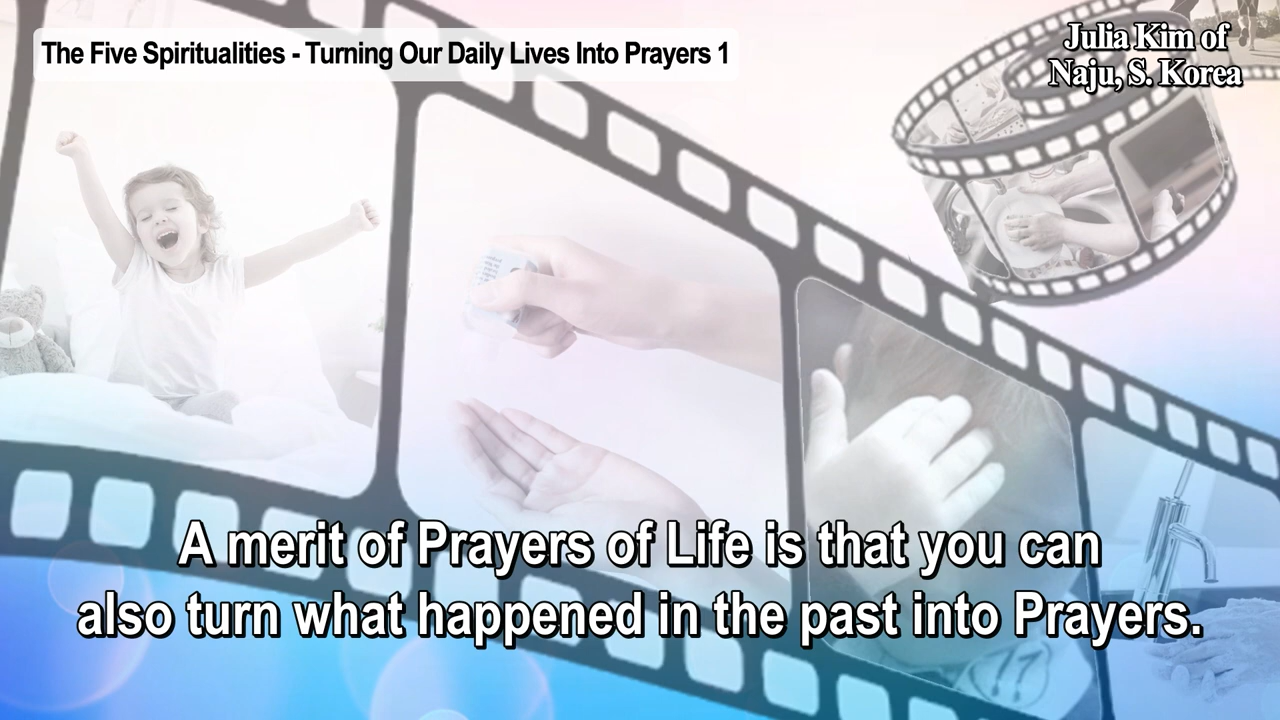 The Five Spiritualities - Turning Our Daily Lives Into Prayers 1
Julia Kim of
Naju, S. Korea
A merit of Prayers of Life is that you can
also turn what happened in the past into Prayers.